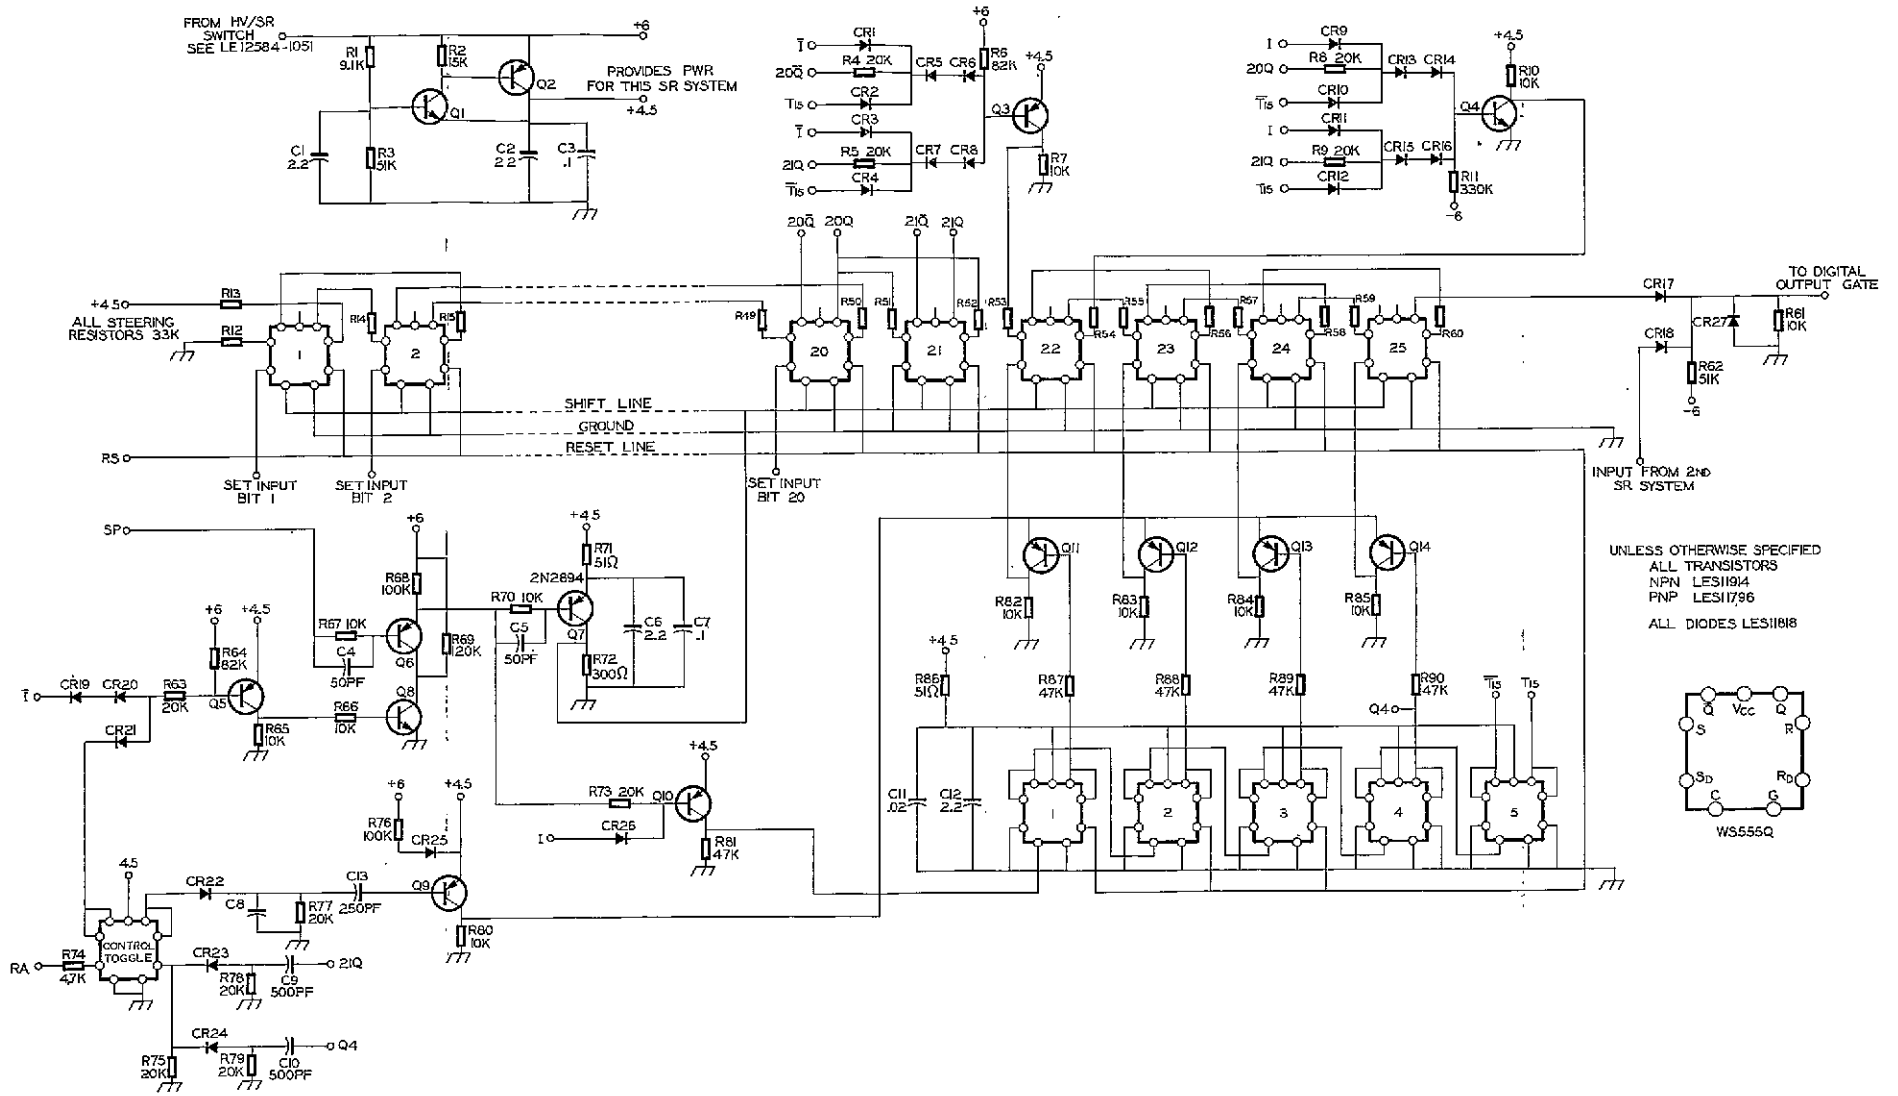 FROM HV/SR
SWITCH
SEE LE12584-1051
+6
R1
9.1K
R2
15K
Q2
PROVIDES PWR
FOR THIS SR SYSTEM
+4.5
Q1
C1
2.2
R3
51K
C2
2.2
C3
.1
I̅
CR1
20Q̅
R4 20K
CR5
CR6
T15
CR2
I̅
CR3
21Q
R5 20K
CR7
CR8
T̅15
CR4
+6
R6
82K
+4.5
Q3
R7
10K
I
CR9
20Q
R8 20K
CR13
CR14
T̅15
CR10
I
CR11
21Q
R9 20K
CR15
CR16
T15
CR12
+4.5
R10
10K
Q4
R11
330K
-6
20Q̅
20Q
21Q̅
21Q
+4.5
R13
ALL STEERING
RESISTORS 33K
R12
1
R14
2
R15
R49
20
R50
R51
21
R52
R53
22
R54
R55
23
R56
R57
24
R58
R59
25
R60
CR17
TO DIGITAL
OUTPUT GATE
CR18
CR27
R61
10K
R62
51K
-6
SHIFT LINE
GROUND
RESET LINE
RS
SET INPUT
BIT 1
SET INPUT
BIT 2
SET INPUT
BIT 20
INPUT FROM 2ND
SR SYSTEM
SP
+6
R68
100K
R67 10K
C4
50PF
Q6
R69
120K
Q8
+4.5
R71
51Ω
2N2894
R70 10K
C5
50PF
Q7
R72
300Ω
C6
2.2
C7
.1
+6
+4.5
R64
82K
I̅
CR19
CR20
R63
20K
Q5
CR21
R65
10K
R66
10K
Q11
Q12
Q13
Q14
R82
10K
R83
10K
R84
10K
R85
10K
UNLESS OTHERWISE SPECIFIED
ALL TRANSISTORS
NPN LES11914
PNP LES11796
ALL DIODES LES11818
+4.5
R86
51Ω
R87
47K
R88
47K
R89
47K
R90
47K
Q4
T̅15
T15
C11
.02
C12
2.2
1
2
3
4
5
Q̅
VCC
Q
S
R
SD
RD
C
G
WS555Q
+4.5
R73 20K
Q10
I
CR26
R81
47K
+6
+4.5
R76
100K
CR25
4.5
CR22
C8
R77
20K
C13
250PF
Q9
R80
10K
CONTROL
TOGGLE
RA
R74
4.7K
CR23
R78
20K
C9
500PF
21Q
CR24
R75
20K
R79
20K
C10
500PF
Q4